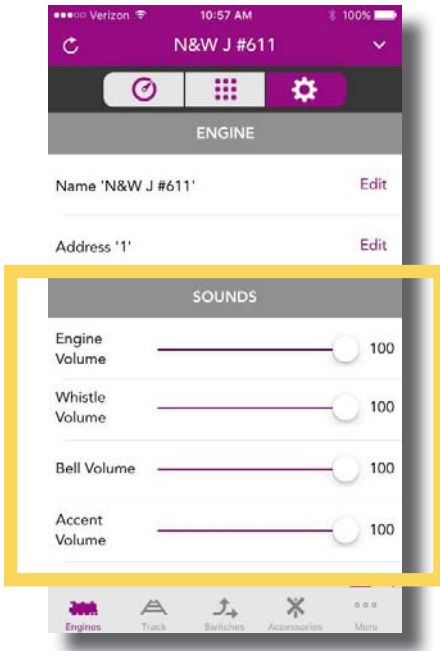 Verizon 10:57 AM 100%
N&W J #611
ENGINE
Name 'N&W J #611' Edit
Address '1' Edit
SOUNDS
Engine
Volume 100
Whistle
Volume 100
Bell Volume 100
Accent
Volume 100
Engines Track Switches Accessories More